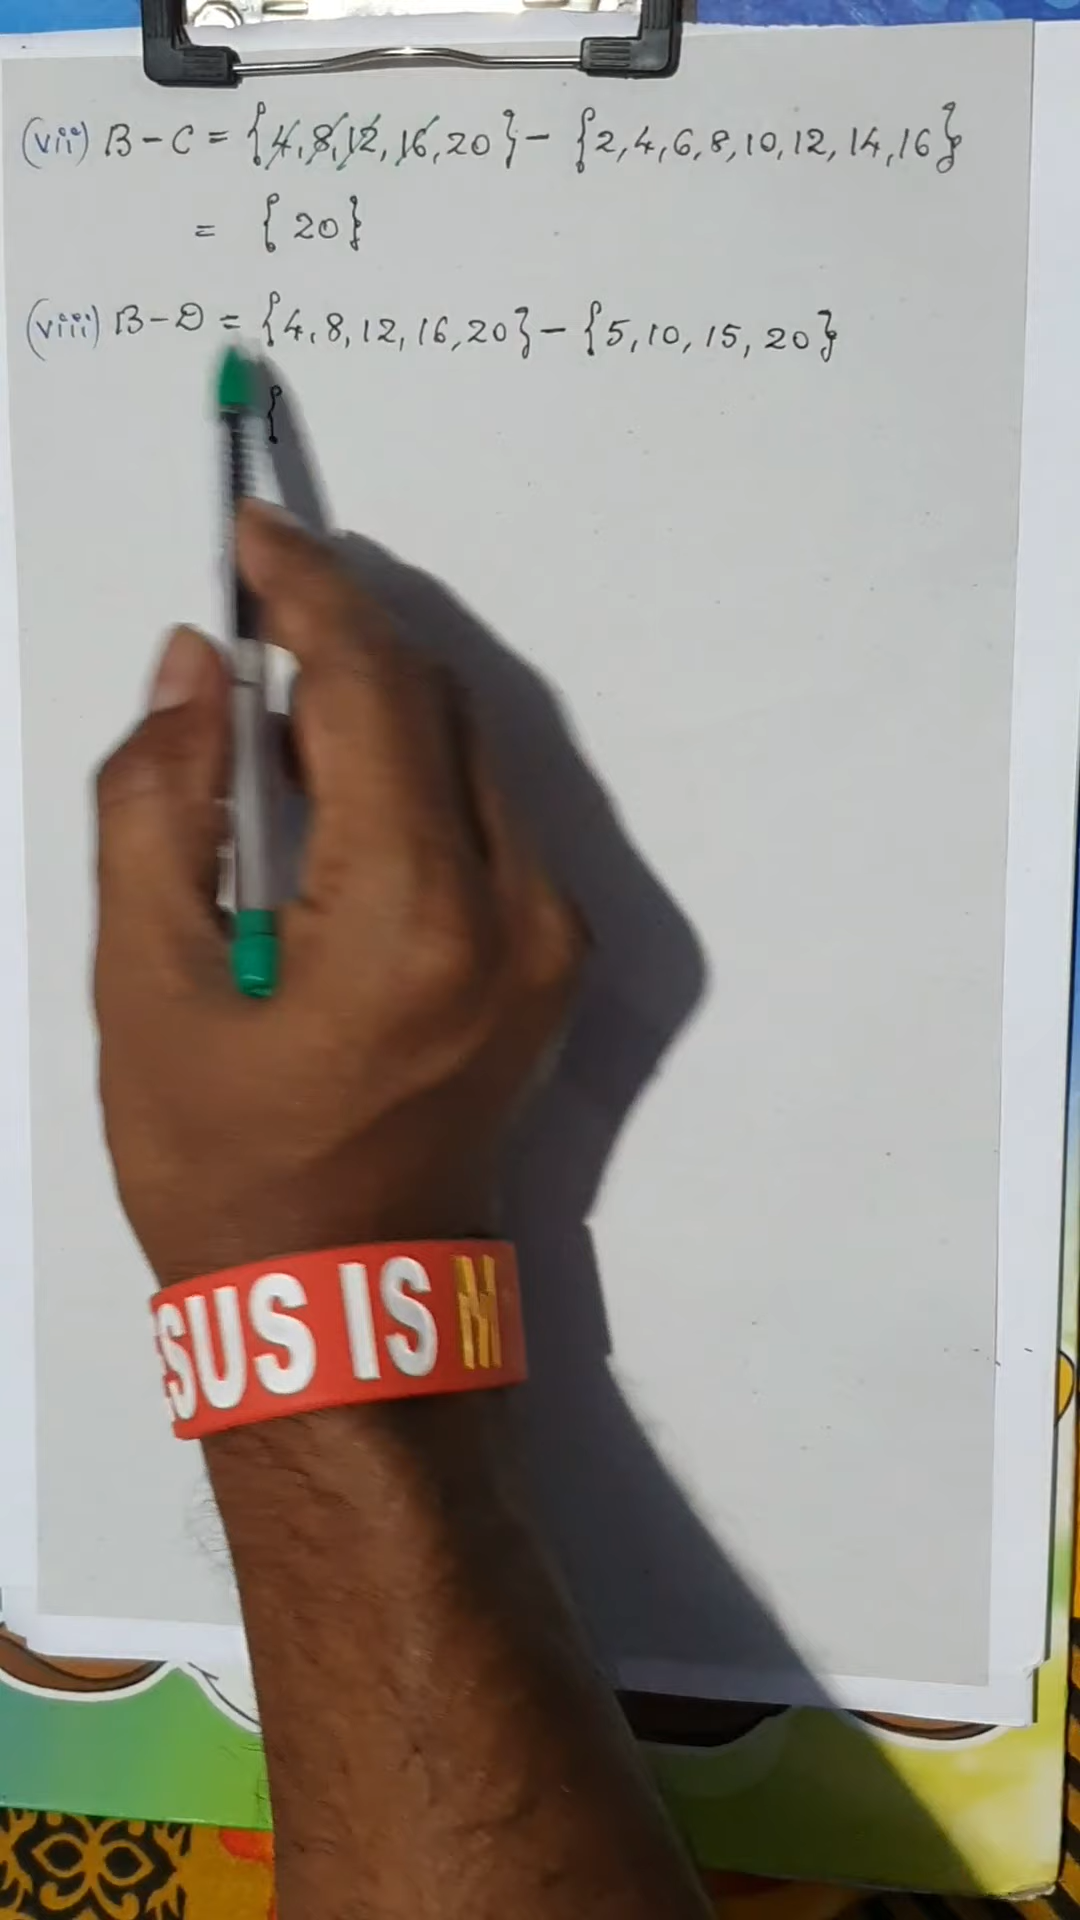 (vii) B-C = {4,8,12,16,20} - {2,4,6,8,10,12,14,16}
= {20}
(viii) B-D = {4,8,12,16,20} - {5,10,15,20}
{
SUS IS M